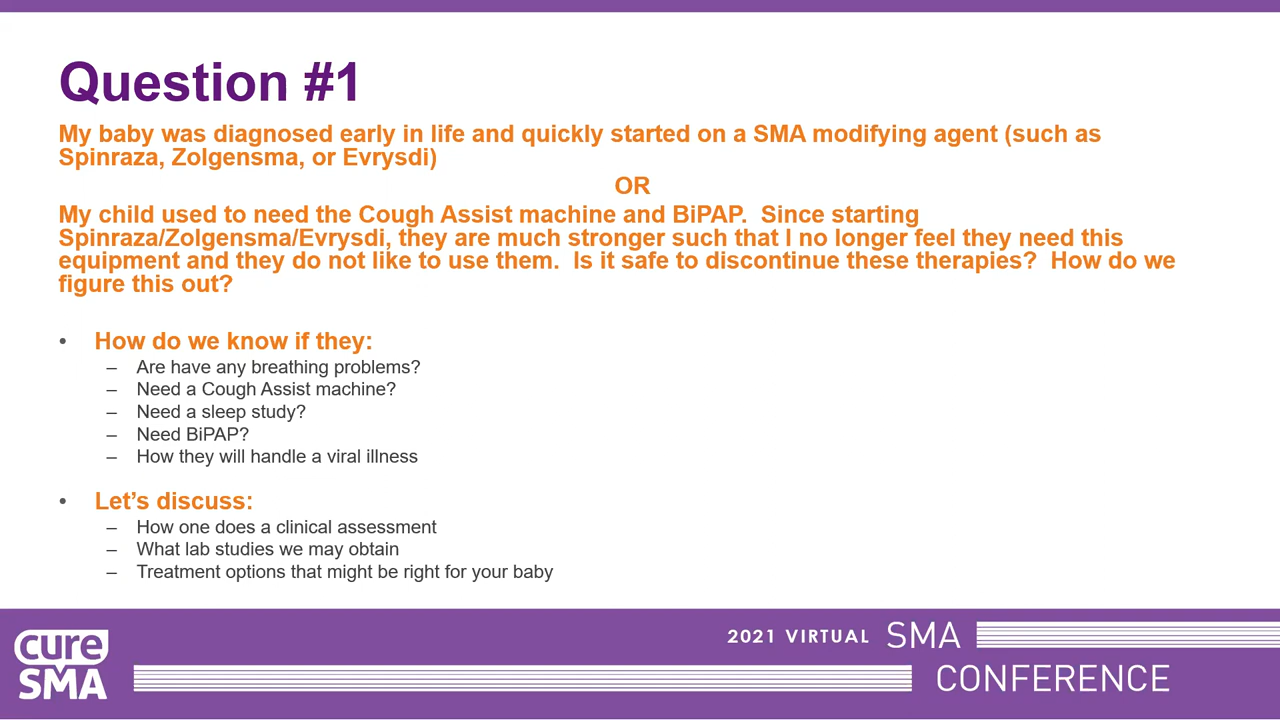 Question #1
My baby was diagnosed early in life and quickly started on a SMA modifying agent (such as
Spinraza, Zolgensma, or Evrysdi)
OR
My child used to need the Cough Assist machine and BiPAP.  Since starting
Spinraza/Zolgensma/Evrysdi, they are much stronger such that I no longer feel they need this
equipment and they do not like to use them.  Is it safe to discontinue these therapies?  How do we
figure this out?
• How do we know if they:
– Are have any breathing problems?
– Need a Cough Assist machine?
– Need a sleep study?
– Need BiPAP?
– How they will handle a viral illness
• Let’s discuss:
– How one does a clinical assessment
– What lab studies we may obtain
– Treatment options that might be right for your baby
cure
SMA
2021 VIRTUAL SMA
CONFERENCE